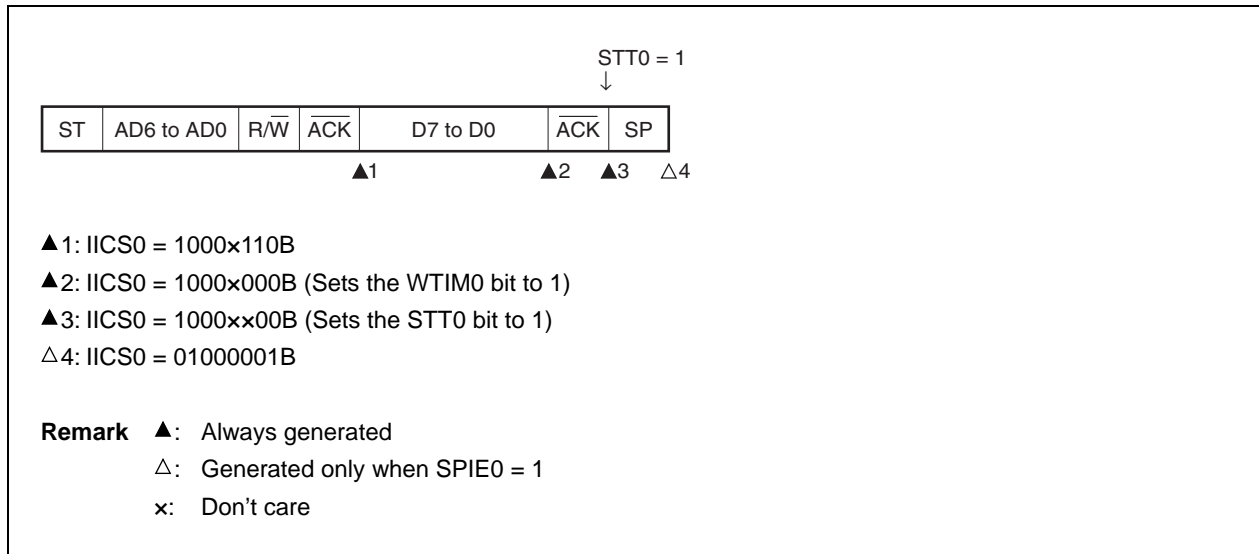 STT0 = 1
↓
ST AD6 to AD0 R/W̅ A̅C̅K̅ D7 to D0 A̅C̅K̅ SP
▲1 ▲2 ▲3 △4
▲1: IICS0 = 1000×110B
▲2: IICS0 = 1000×000B (Sets the WTIM0 bit to 1)
▲3: IICS0 = 1000××00B (Sets the STT0 bit to 1)
△4: IICS0 = 01000001B
Remark ▲: Always generated
△: Generated only when SPIE0 = 1
×: Don't care